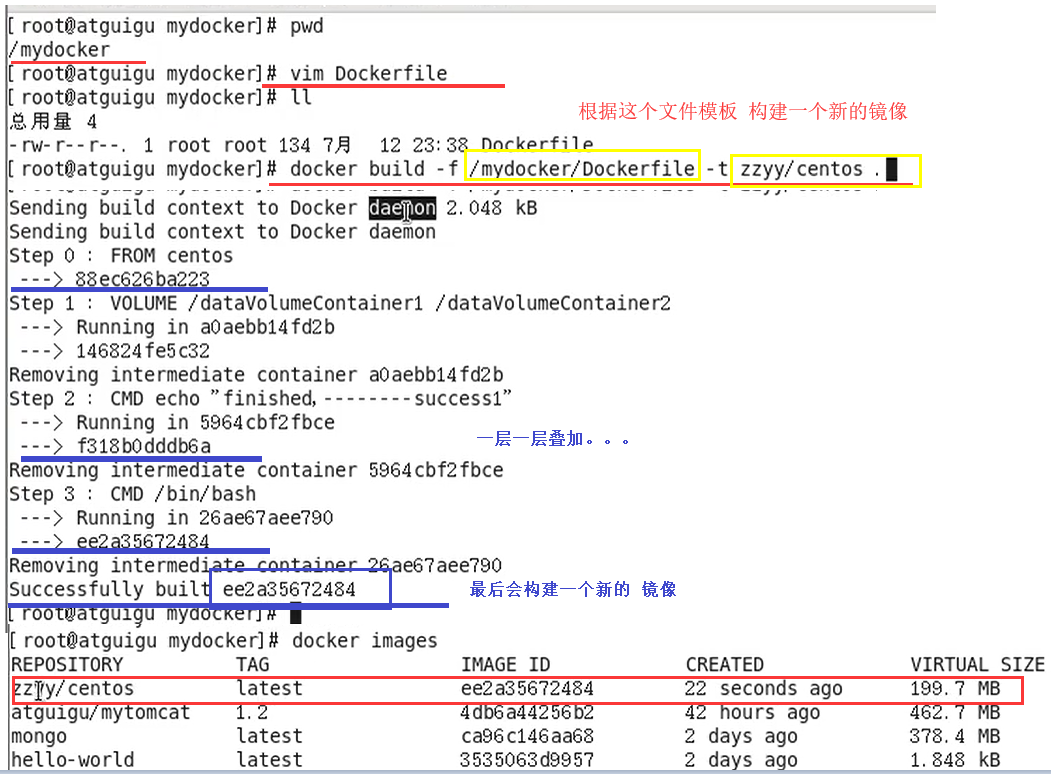 [root@atguigu mydocker]# pwd
/mydocker
[root@atguigu mydocker]# vim Dockerfile
[root@atguigu mydocker]# ll
根据这个文件模板 构建一个新的镜像
总用量 4
-rw-r--r--. 1 root root 134 7月 12 23:38 Dockerfile
[root@atguigu mydocker]# docker build -f /mydocker/Dockerfile -t zzyy/centos .
Sending build context to Docker daemon 2.048 kB
Sending build context to Docker daemon
Step 0 : FROM centos
---> 88ec626ba223
Step 1 : VOLUME /dataVolumeContainer1 /dataVolumeContainer2
---> Running in a0aebb14fd2b
---> 146824fe5c32
Removing intermediate container a0aebb14fd2b
Step 2 : CMD echo "finished,--------success1"
---> Running in 5964cbf2fbce
---> f318b0dddb6a
一层一层叠加。。。
Removing intermediate container 5964cbf2fbce
Step 3 : CMD /bin/bash
---> Running in 26ae67aee790
---> ee2a35672484
Removing intermediate container 26ae67aee790
Successfully built ee2a35672484
最后会构建一个新的 镜像
[root@atguigu mydocker]#
[root@atguigu mydocker]# docker images
REPOSITORY TAG IMAGE ID CREATED VIRTUAL SIZE
zzyy/centos latest ee2a35672484 22 seconds ago 199.7 MB
atguigu/mytomcat 1.2 4db6a44256b2 42 hours ago 462.7 MB
mongo latest ca96c146aa68 2 days ago 378.4 MB
hello-world latest 3535063d9957 2 days ago 1.848 kB